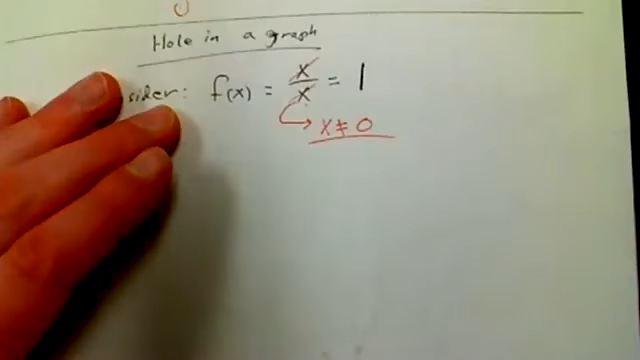 Hole in a graph
sider: f(x) = x/x = 1
x ≠ 0